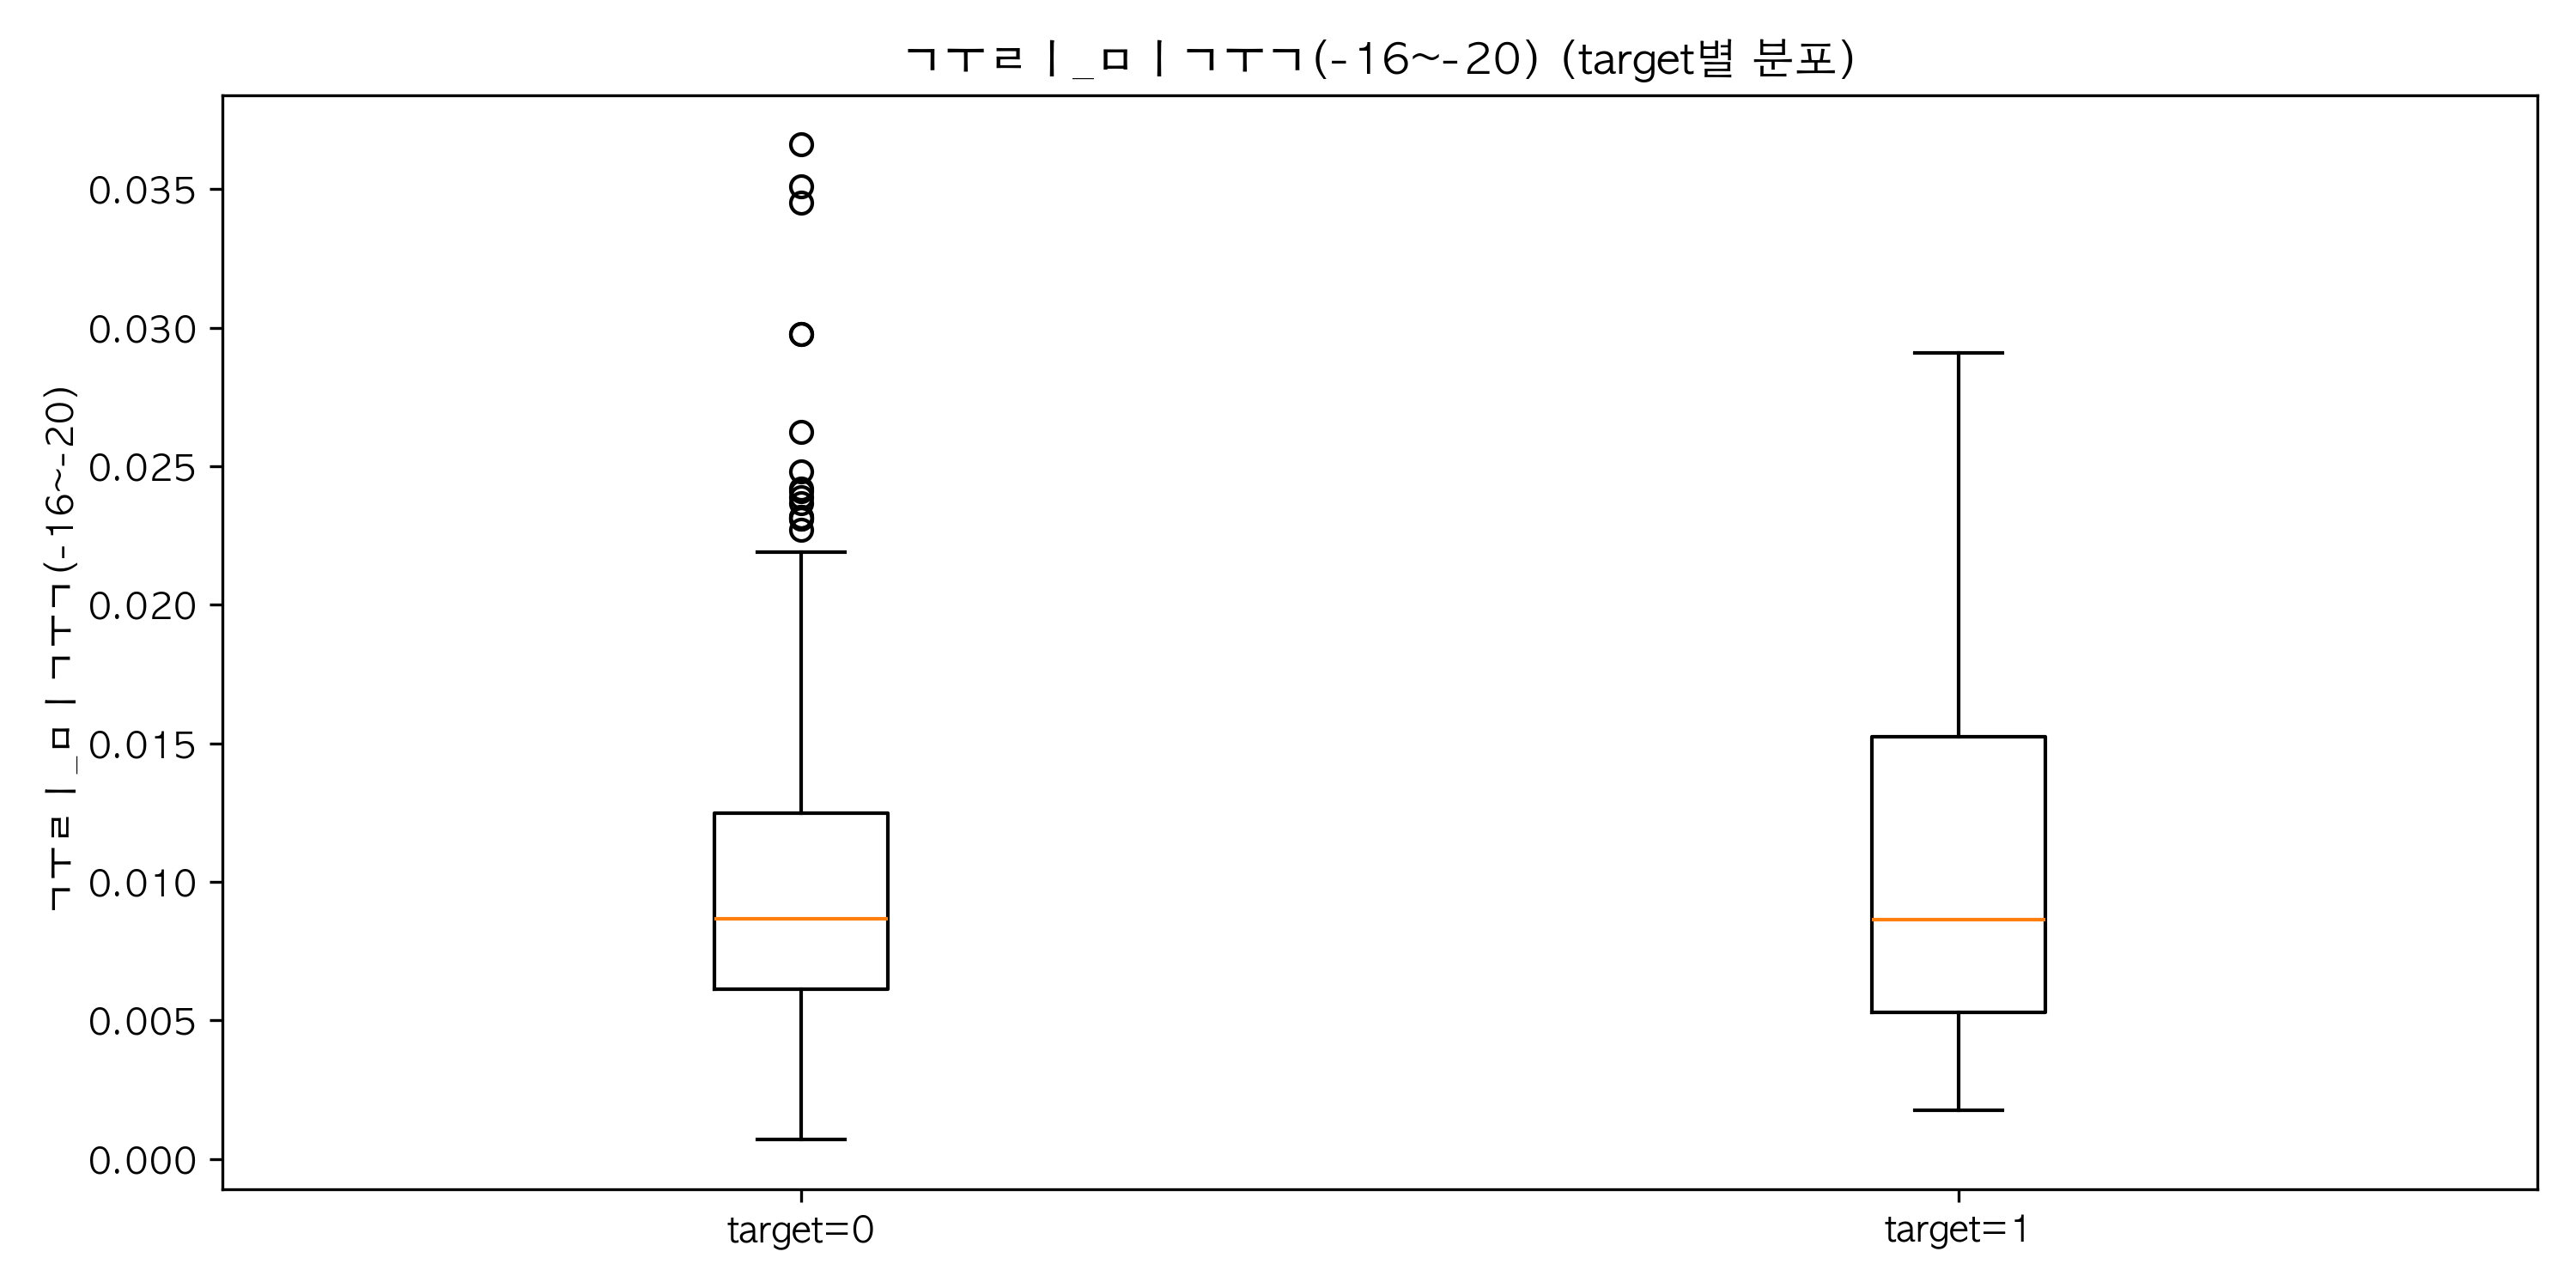 ㄱㅜㄹㅣ_ㅁㅣㄱㅜㄱ(-16~-20) (target별 분포)
ㄱㅜㄹㅣ_ㅁㅣㄱㅜㄱ(-16~-20)
0.035
0.030
0.025
0.020
0.015
0.010
0.005
0.000
target=0
target=1